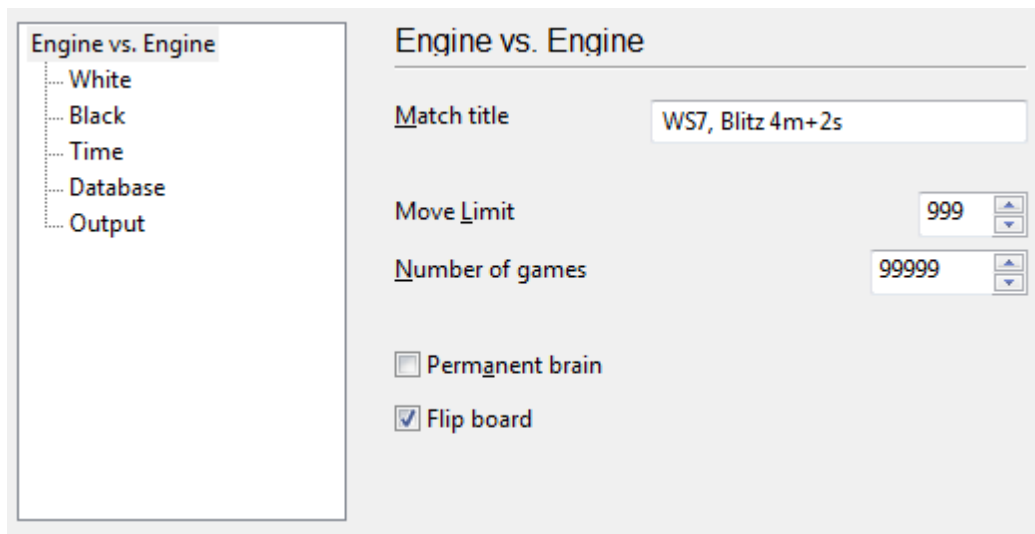 Engine vs. Engine
White
Black
Time
Database
Output
Engine vs. Engine
Match title
WS7, Blitz 4m+2s
Move Limit
999
Number of games
99999
Permanent brain
Flip board